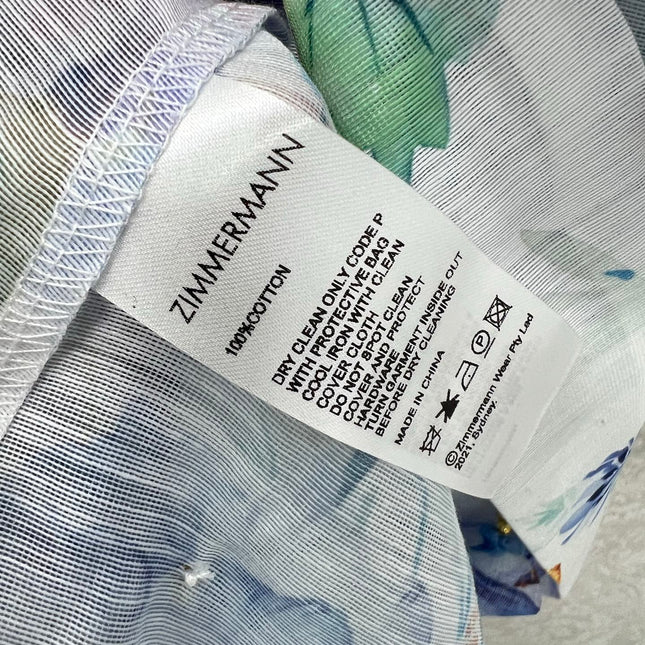 ZIMMERMANN
100%COTTON
DRY CLEAN ONLY CODE P
WITH PROTECTIVE BAG
COOL IRON WITH CLEAN
COVER CLOTH
DO NOT SPOT CLEAN
COVER AND PROTECT
HARDWARE
TURN GARMENT INSIDE OUT
BEFORE DRY CLEANING
MADE IN CHINA
P
©Zimmermann Wear Pty Led
2021. Sydney.